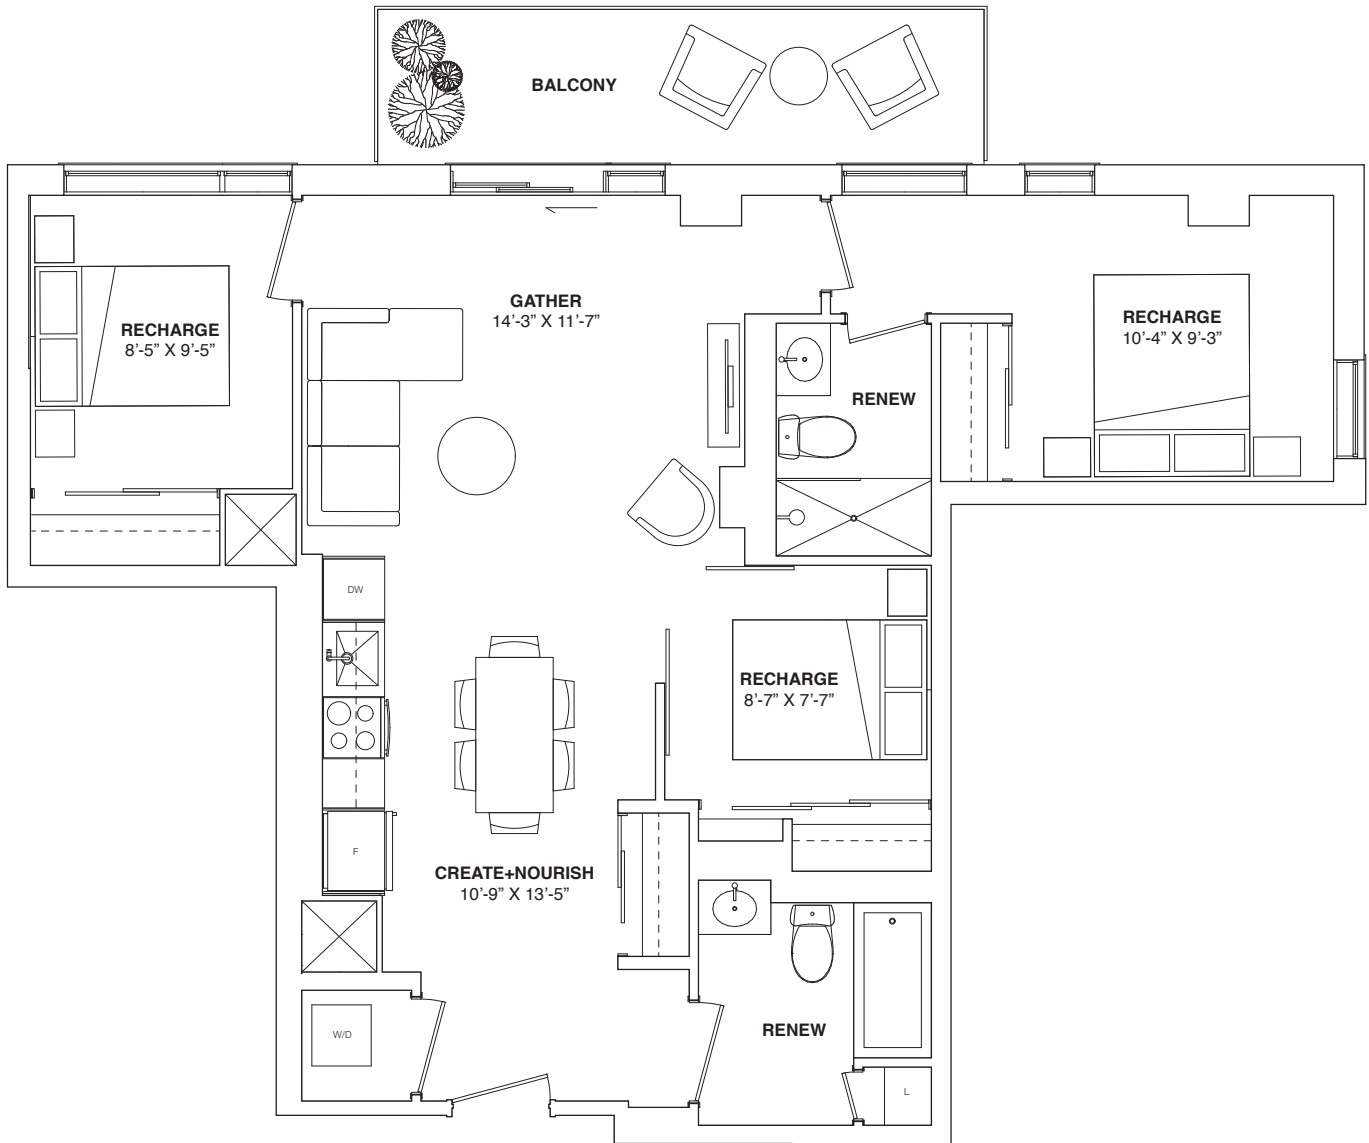 BALCONY
GATHER
14’-3” X 11’-7”
RECHARGE
8’-5” X 9’-5”
RECHARGE
10’-4” X 9’-3”
RENEW
DW
RECHARGE
8’-7” X 7’-7”
F
CREATE+NOURISH
10’-9” X 13’-5”
W/D
RENEW
L